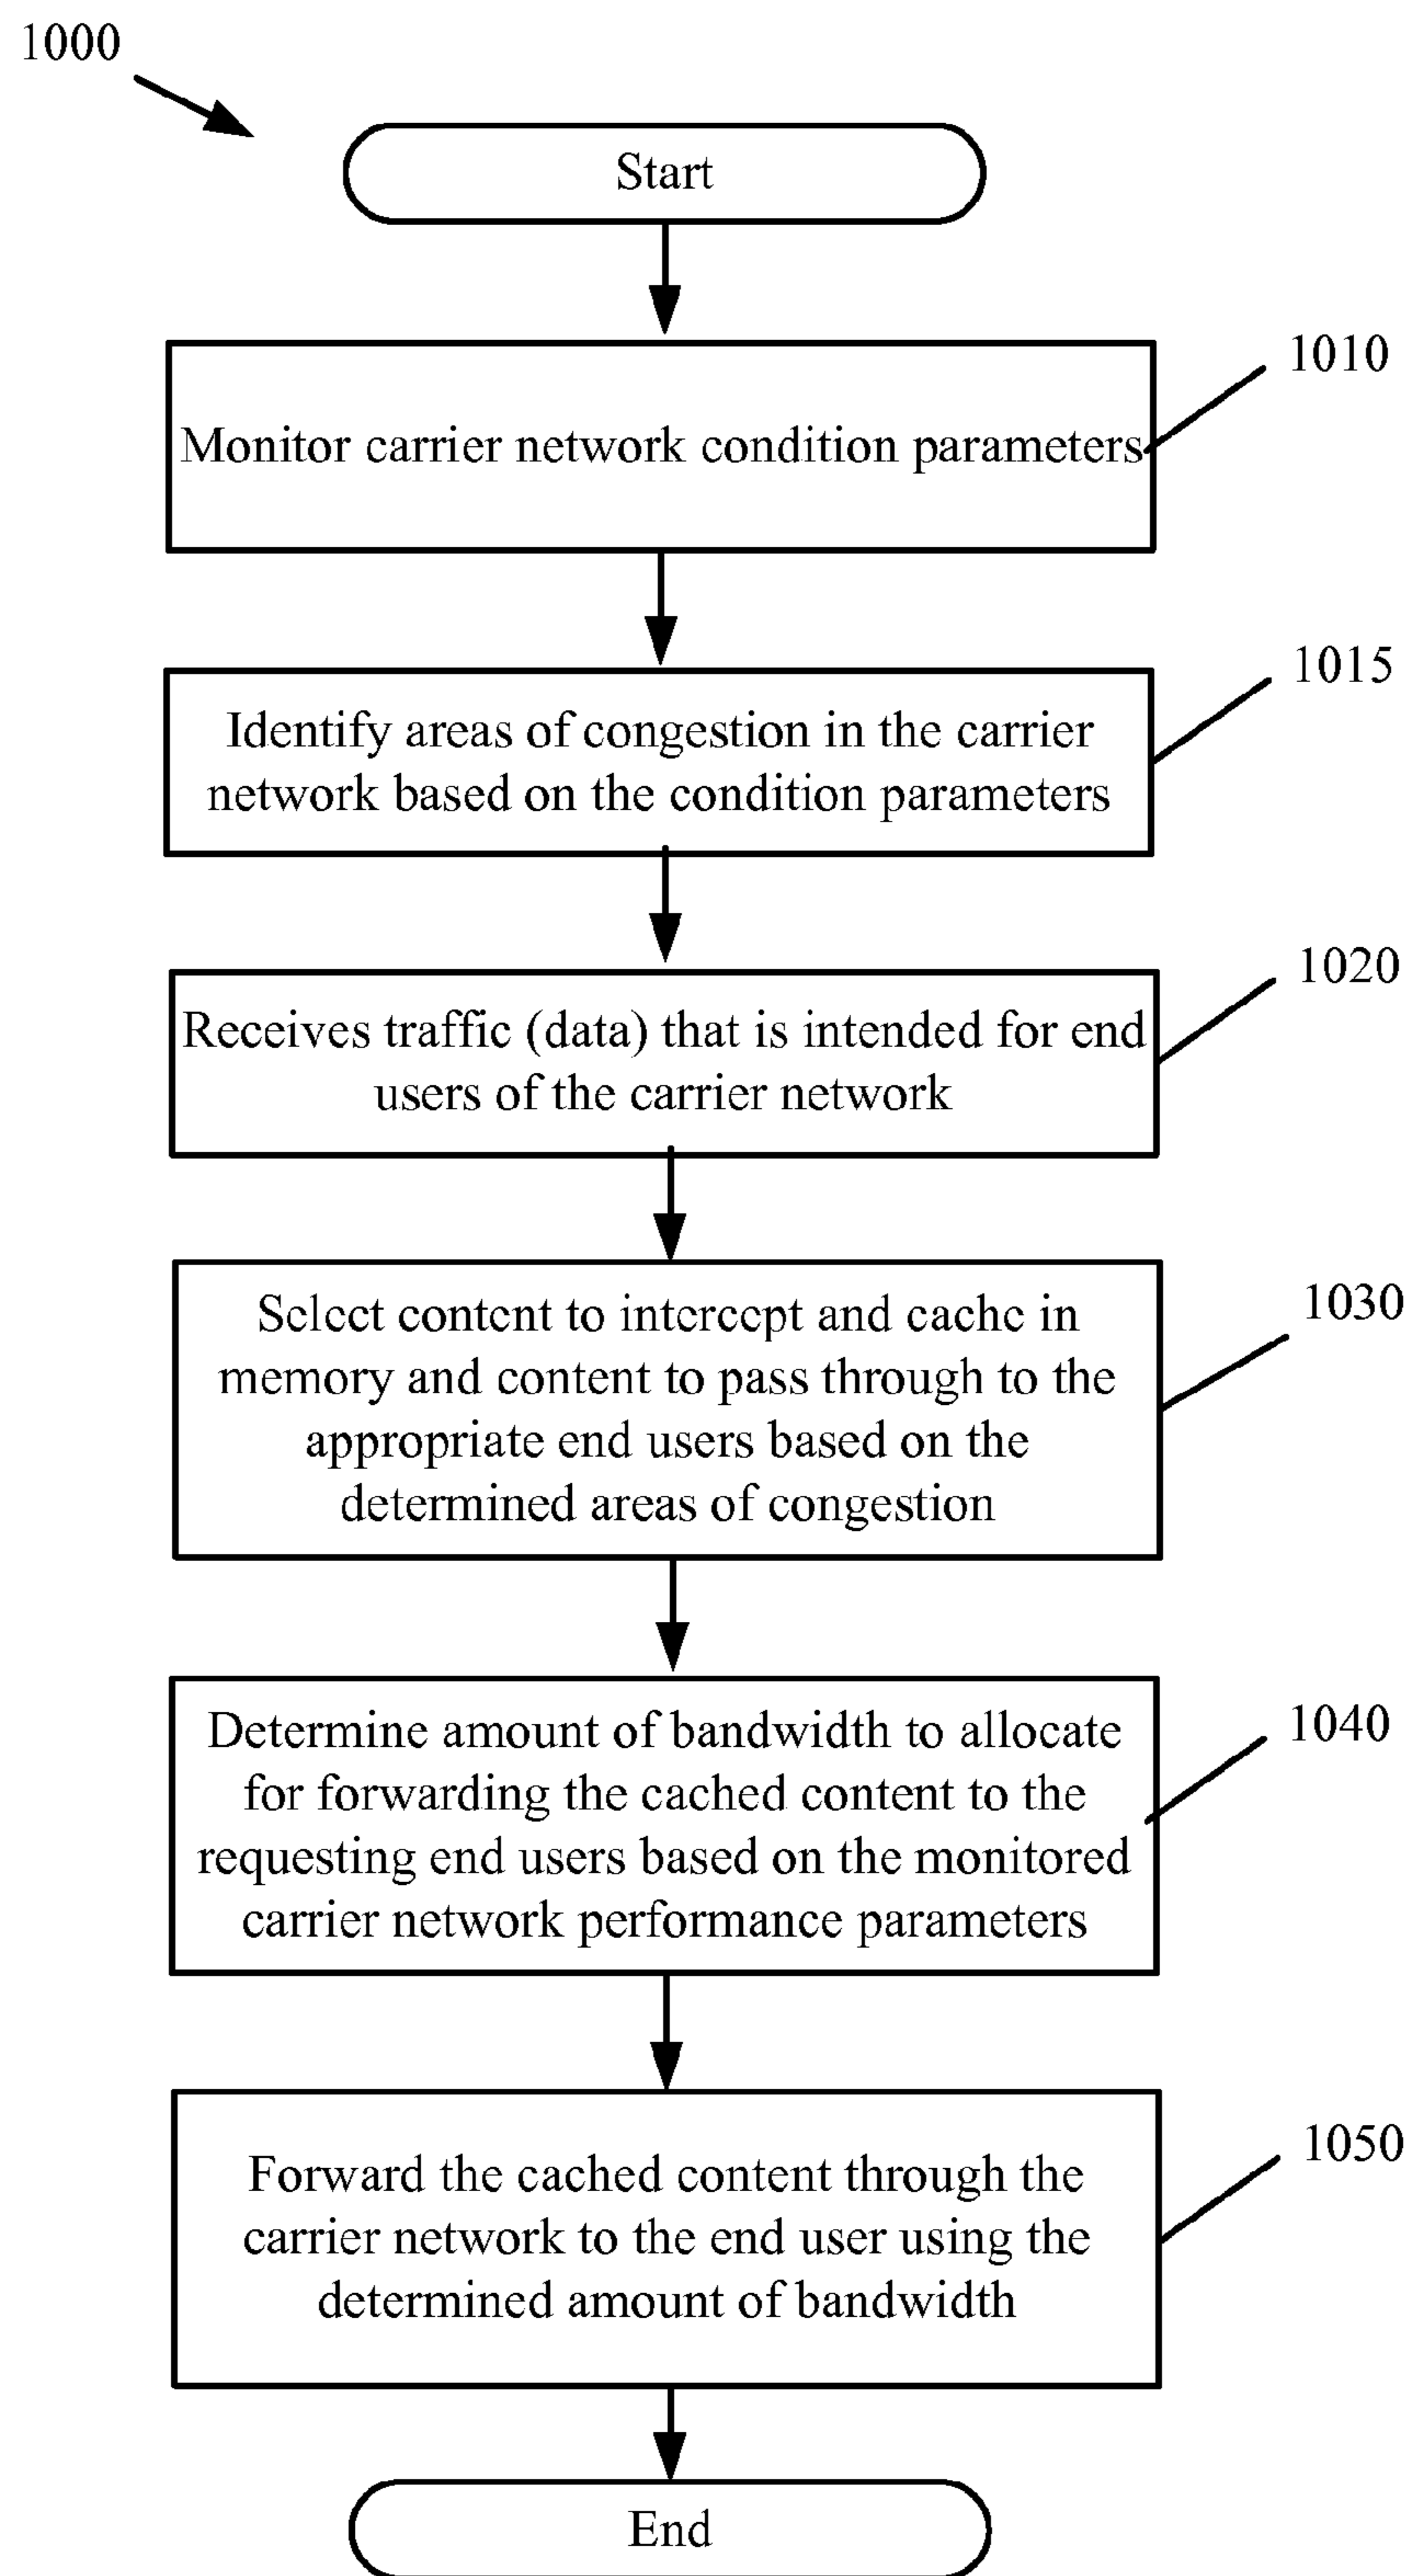 1000
Start
1010
Monitor carrier network condition parameters
1015
Identify areas of congestion in the carrier
network based on the condition parameters
1020
Receives traffic (data) that is intended for end
users of the carrier network
1030
Select content to intercept and cache in
memory and content to pass through to the
appropriate end users based on the
determined areas of congestion
1040
Determine amount of bandwidth to allocate
for forwarding the cached content to the
requesting end users based on the monitored
carrier network performance parameters
1050
Forward the cached content through the
carrier network to the end user using the
determined amount of bandwidth
End